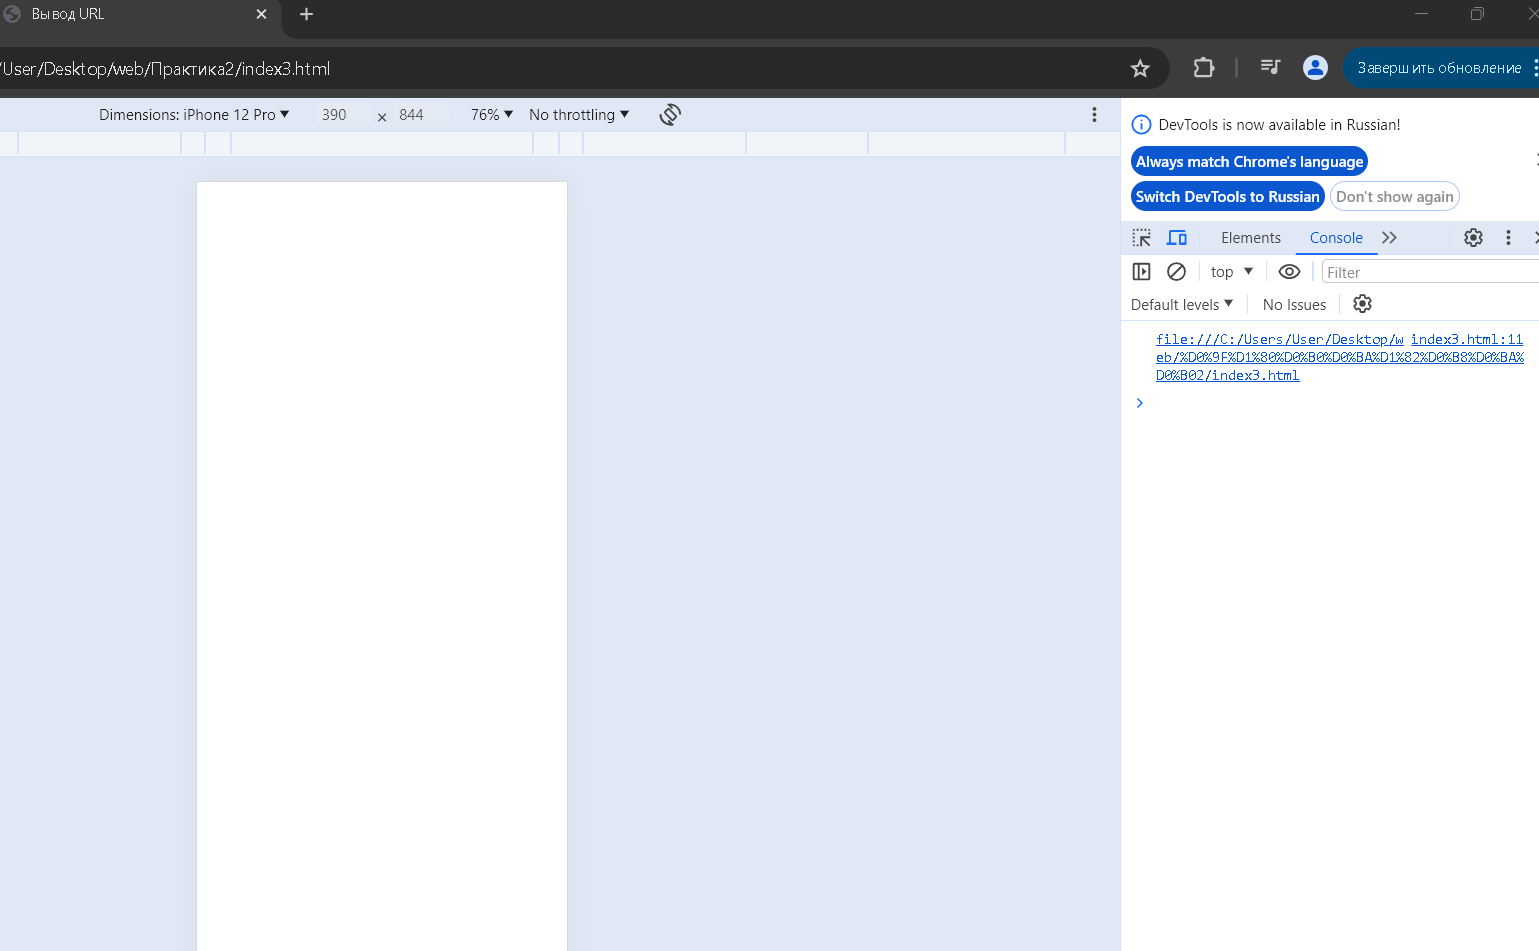 Вывод URL
/User/Desktop/web/Практика2/index3.html
Завершить обновление
Dimensions: iPhone 12 Pro 390 × 844 76% No throttling
DevTools is now available in Russian!
Always match Chrome's language
Switch DevTools to Russian Don't show again
Elements Console
top Filter
Default levels No Issues
file:///C:/Users/User/Desktop/w index3.html:11
eb/%D0%9F%D1%80%D0%B0%D0%BA%D1%82%D0%B8%D0%BA%
D0%B02/index3.html